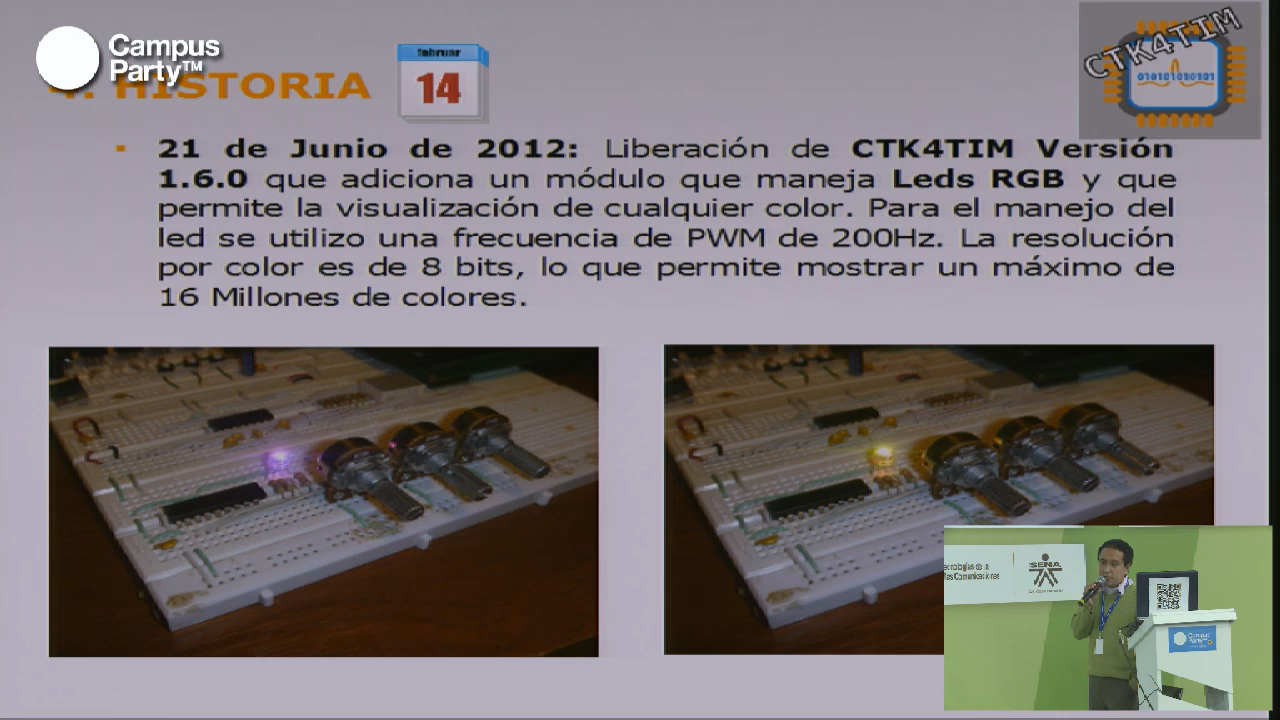 Campus
Party™
HISTORIA
februar
14
CTK4TIM
010101010101
21 de Junio de 2012: Liberación de CTK4TIM Versión
1.6.0 que adiciona un módulo que maneja Leds RGB y que
permite la visualización de cualquier color. Para el manejo del
led se utilizo una frecuencia de PWM de 200Hz. La resolución
por color es de 8 bits, lo que permite mostrar un máximo de
16 Millones de colores.
SENA
Campus
Party